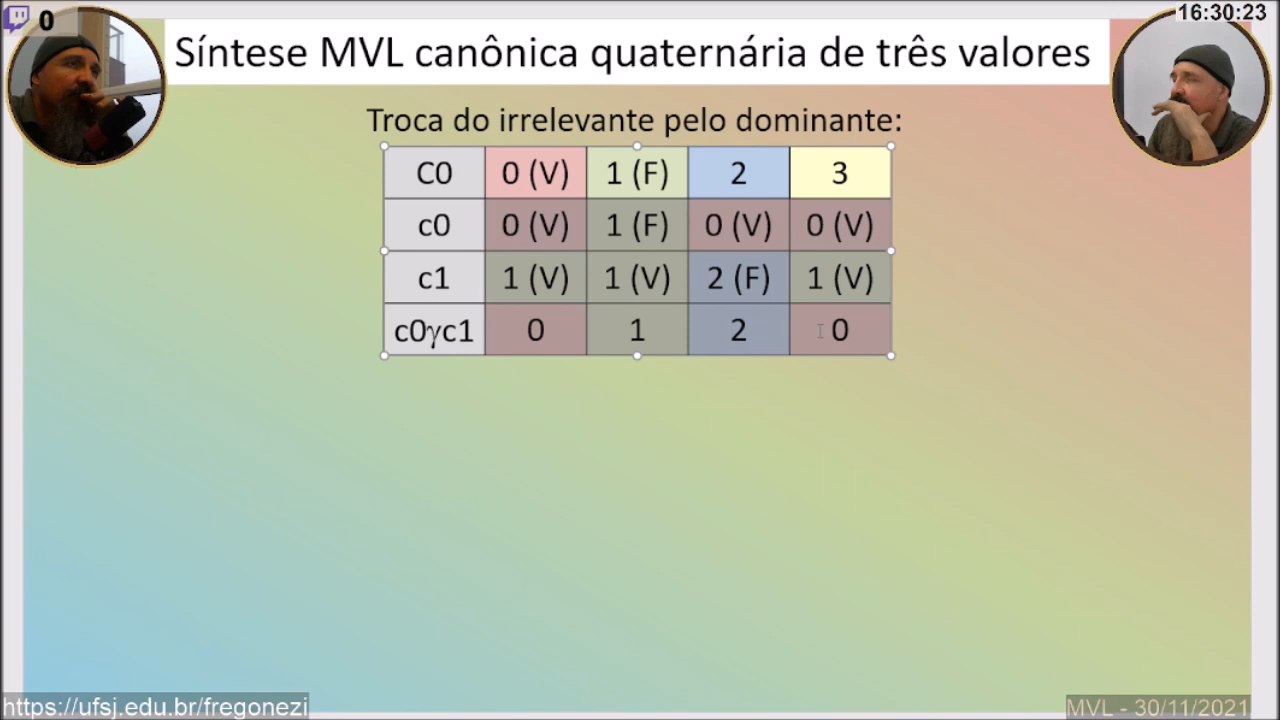 0
16:30:23
Síntese MVL canônica quaternária de três valores
Troca do irrelevante pelo dominante:
C0 0 (V) 1 (F) 2 3
c0 0 (V) 1 (F) 0 (V) 0 (V)
c1 1 (V) 1 (V) 2 (F) 1 (V)
c0γc1 0 1 2 0
https://ufsj.edu.br/fregonezi
MVL - 30/11/2021